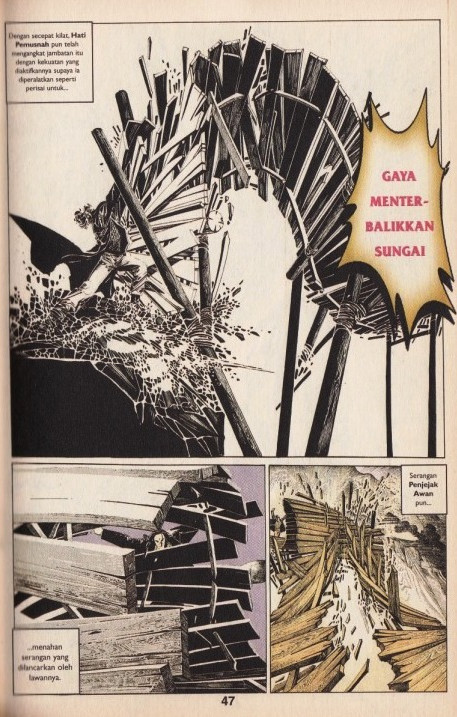 Dengan secepat kilat, Hati
Pemusnah pun telah
mengangkat jambatan itu
dengan kekuatan yang
diaktifkannya supaya ia
diperalatkan seperti
perisai untuk...
GAYA
MENTER-
BALIKKAN
SUNGAI
...menahan
serangan yang
dilancarkan oleh
lawannya.
Serangan
Penjejak
Awan
pun...
47